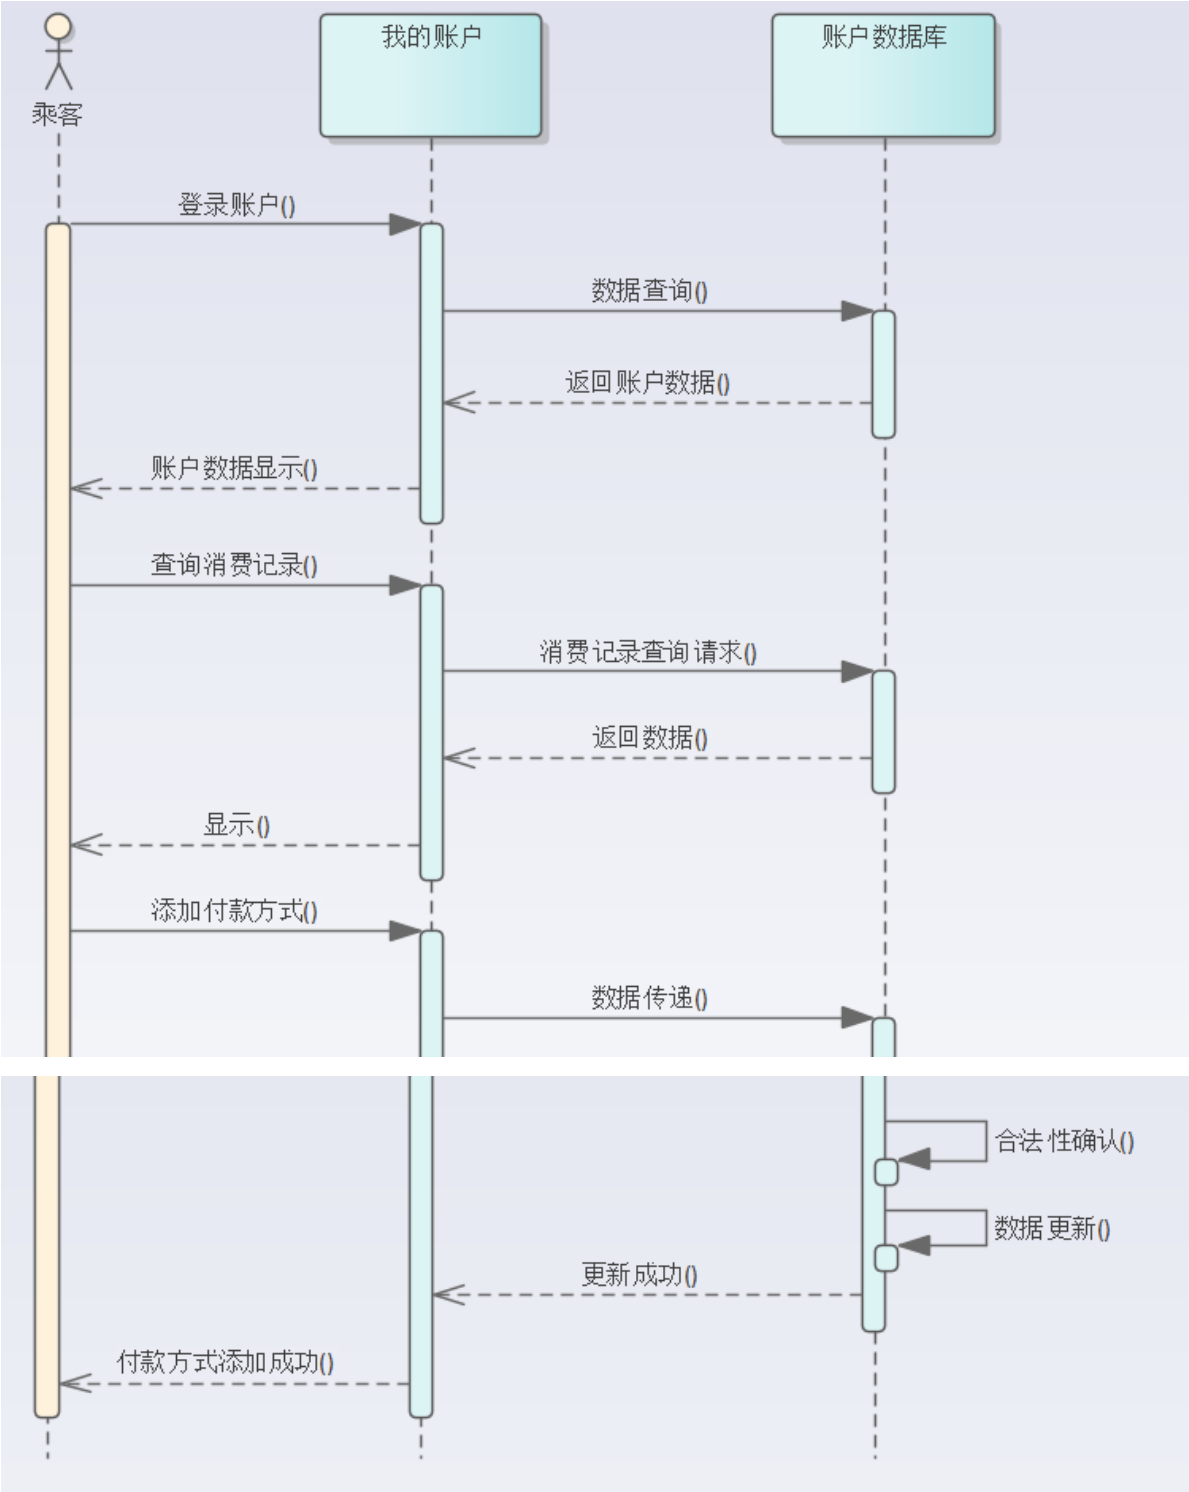 乘客
我的账户
账户数据库
登录账户()
数据查询()
返回账户数据()
账户数据显示()
查询消费记录()
消费记录查询请求()
返回数据()
显示()
添加付款方式()
数据传递()
合法性确认()
数据更新()
更新成功()
付款方式添加成功()